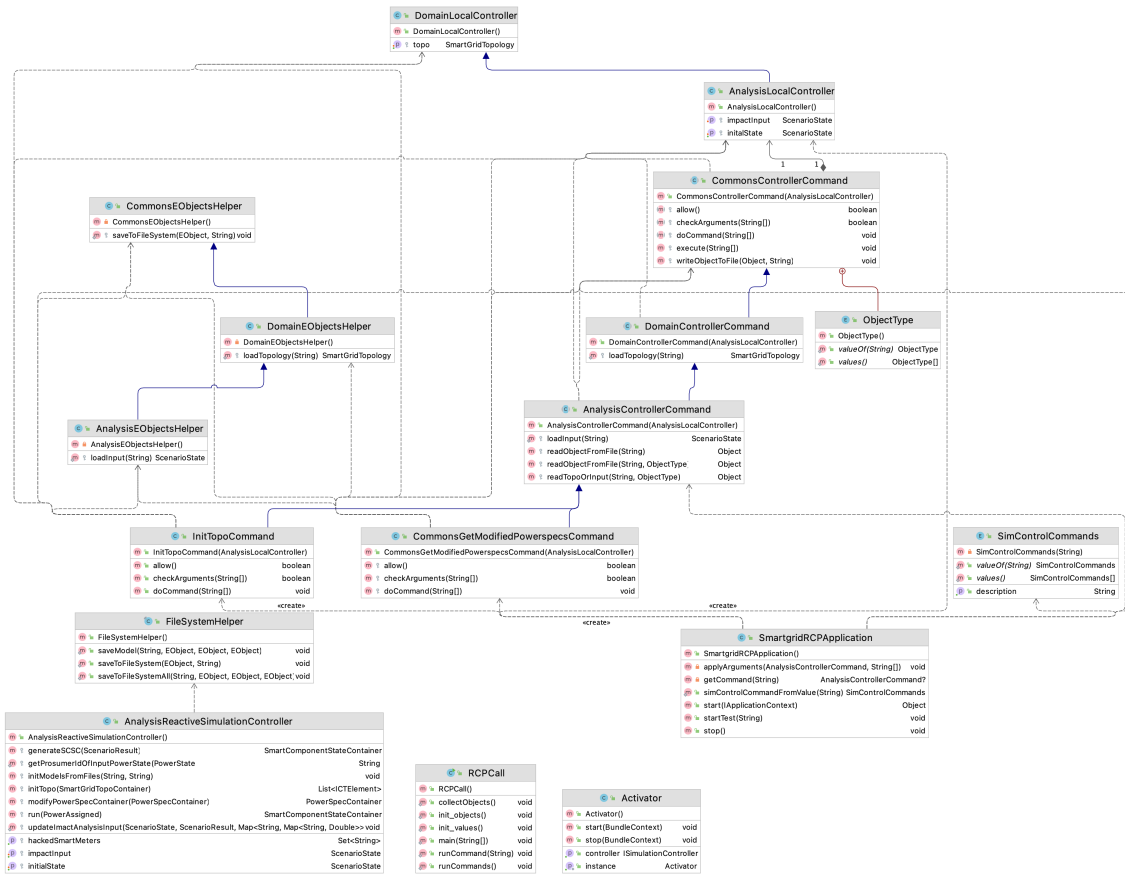 DomainLocalController
DomainLocalController()
topo SmartGridTopology
AnalysisLocalController
AnalysisLocalController()
impactInput ScenarioState
initalState ScenarioState
1 1
CommonsControllerCommand
CommonsControllerCommand(AnalysisLocalController)
allow() boolean
checkArguments(String[]) boolean
doCommand(String[]) void
execute(String[]) void
writeObjectToFile(Object, String) void
CommonsEObjectsHelper
CommonsEObjectsHelper()
saveToFileSystem(EObject, String) void
DomainEObjectsHelper
DomainEObjectsHelper()
loadTopology(String) SmartGridTopology
DomainControllerCommand
DomainControllerCommand(AnalysisLocalController)
loadTopology(String) SmartGridTopology
ObjectType
ObjectType()
valueOf(String) ObjectType
values() ObjectType[]
AnalysisEObjectsHelper
AnalysisEObjectsHelper()
loadInput(String) ScenarioState
AnalysisControllerCommand
AnalysisControllerCommand(AnalysisLocalController)
loadInput(String) ScenarioState
readObjectFromFile(String) Object
readObjectFromFile(String, ObjectType) Object
readTopoOrInput(String, ObjectType) Object
InitTopoCommand
InitTopoCommand(AnalysisLocalController)
allow() boolean
checkArguments(String[]) boolean
doCommand(String[]) void
CommonsGetModifiedPowerspecsCommand
CommonsGetModifiedPowerspecsCommand(AnalysisLocalController)
allow() boolean
checkArguments(String[]) boolean
doCommand(String[]) void
SimControlCommands
SimControlCommands(String)
valueOf(String) SimControlCommands
values() SimControlCommands[]
description String
«create»
«create»
«create»
FileSystemHelper
FileSystemHelper()
saveModel(String, EObject, EObject, EObject) void
saveToFileSystem(EObject, String) void
saveToFileSystemAll(String, EObject, EObject, EObject) void
SmartgridRCPApplication
SmartgridRCPApplication()
applyArguments(AnalysisControllerCommand, String[]) void
getCommand(String) AnalysisControllerCommand?
simControlCommandFromValue(String) SimControlCommands
start(IApplicationContext) Object
startTest(String) void
stop() void
AnalysisReactiveSimulationController
AnalysisReactiveSimulationController()
generateSCSC(ScenarioResult) SmartComponentStateContainer
getProsumerIdOfInputPowerState(PowerState String
initModelsFromFiles(String, String) void
initTopo(SmartGridTopoContainer) List<ICTElement>
modifyPowerSpecContainer(PowerSpecContainer) PowerSpecContainer
run(PowerAssigned) SmartComponentStateContainer
updateImactAnalysisInput(ScenarioState, ScenarioResult, Map<String, Map<String, Double>> void
hackedSmartMeters Set<String>
impactInput ScenarioState
initialState ScenarioState
RCPCall
RCPCall()
collectObjects() void
init_objects() void
init_values() void
main(String[]) void
runCommand(String) void
runCommands() void
Activator
Activator()
start(BundleContext) void
stop(BundleContext) void
controller ISimulationController
instance Activator